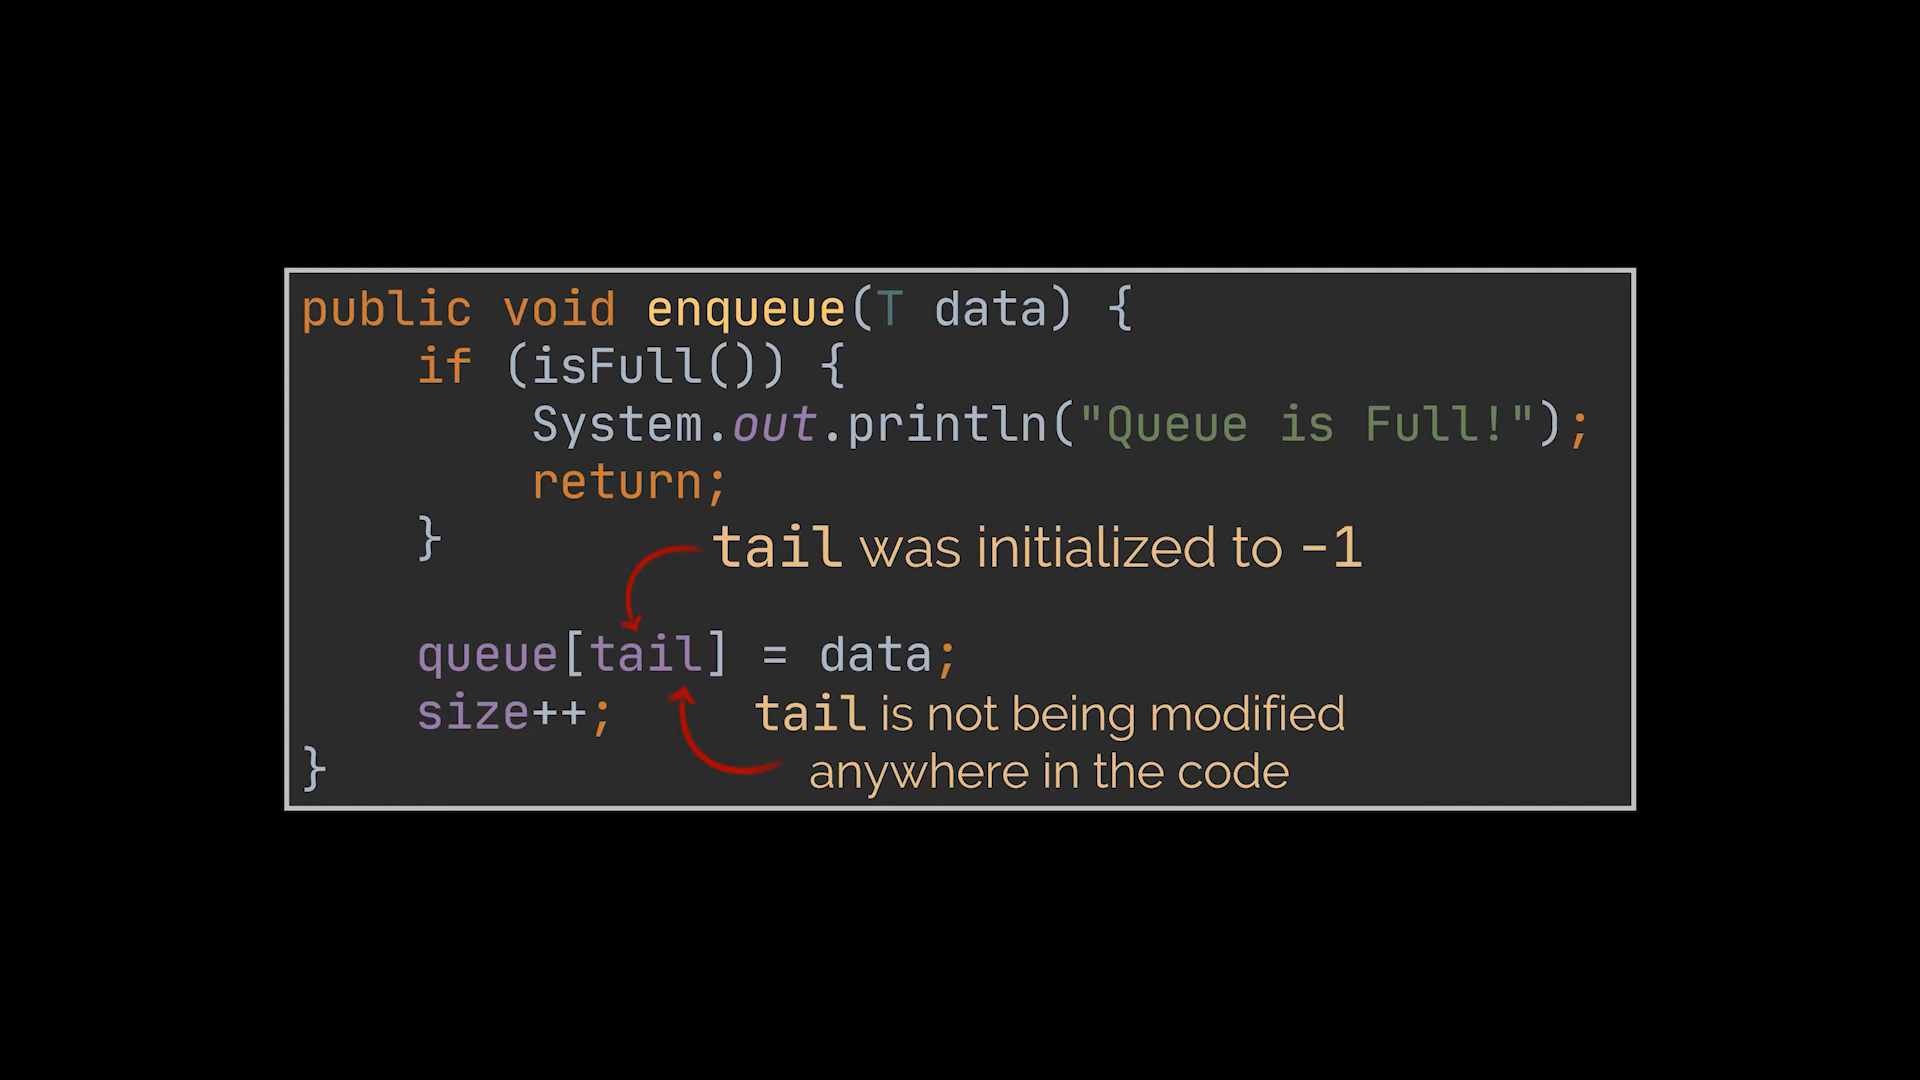 public void enqueue(T data) {
if (isFull()) {
System.out.println("Queue is Full!");
return;
}
tail was initialized to -1
queue[tail] = data;
size++;
tail is not being modified
anywhere in the code
}